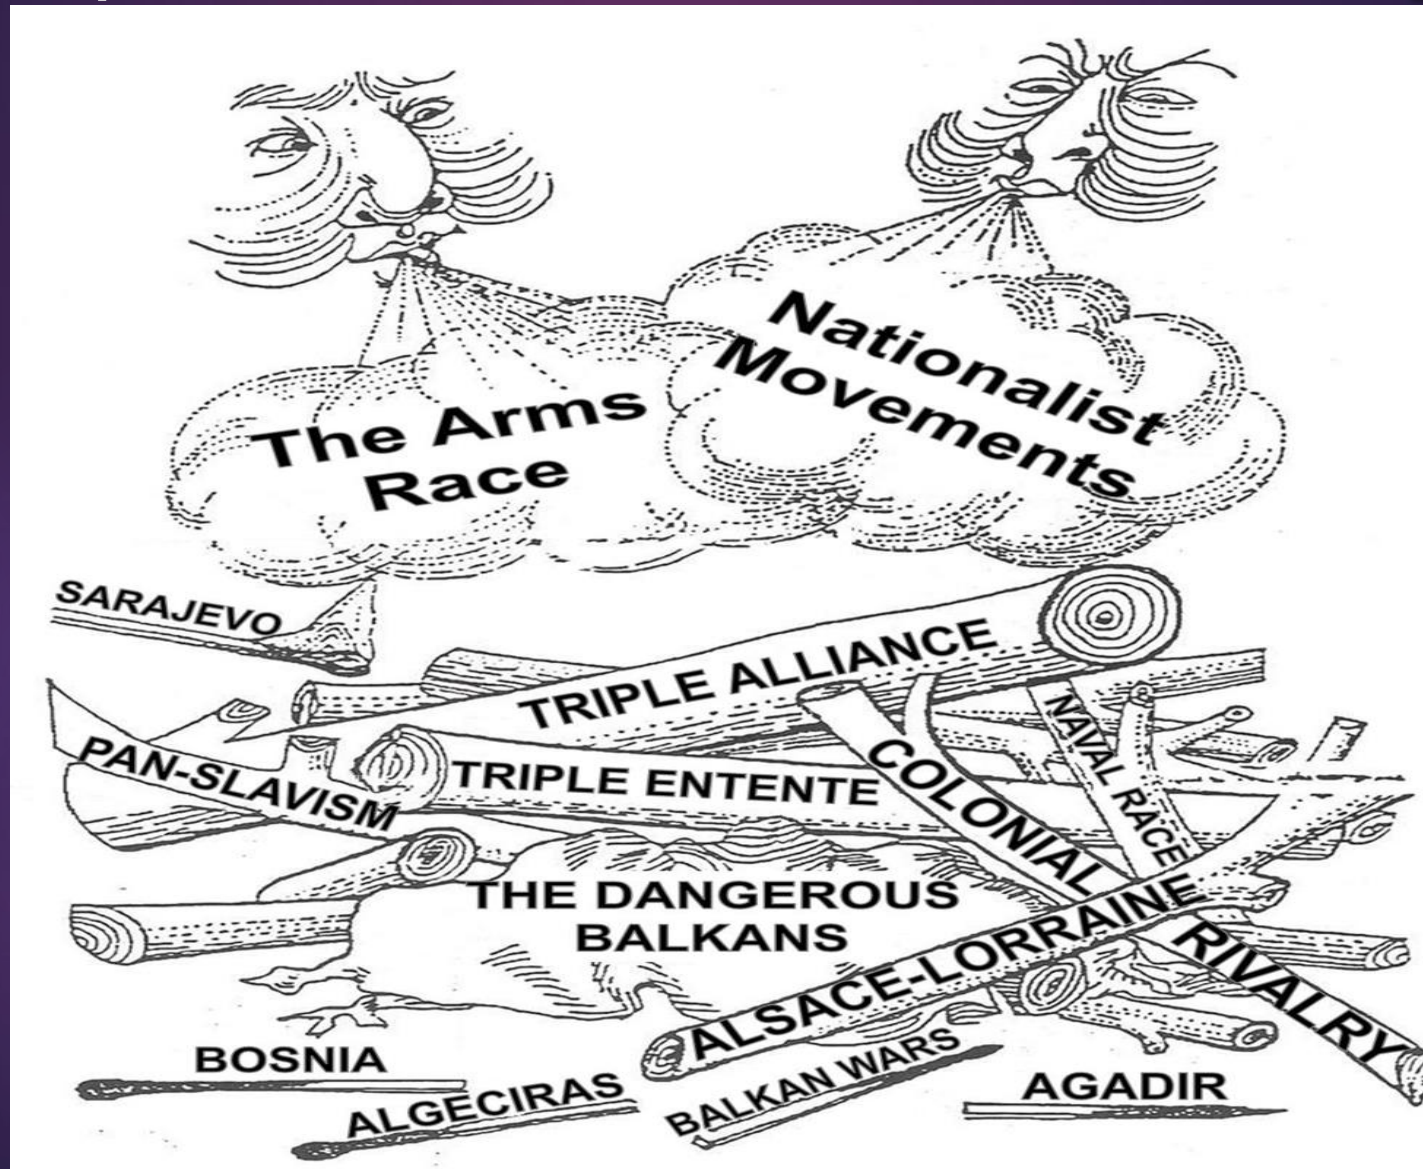 Nationalist
Movements
The Arms
Race
SARAJEVO
TRIPLE ALLIANCE
NAVAL RACE
PAN-SLAVISM
TRIPLE ENTENTE
COLONIAL
RIVALRY
THE DANGEROUS
BALKANS
ALSACE-LORRAINE
BOSNIA
ALGECIRAS
BALKAN WARS
AGADIR